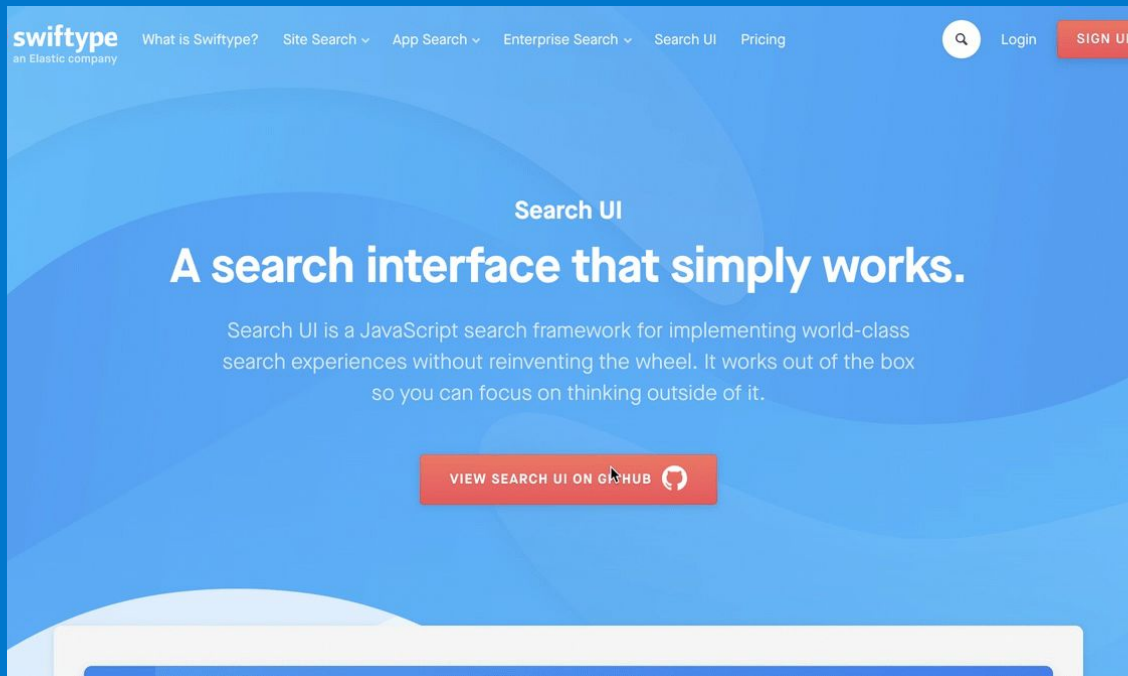 swiftype
an Elastic company
What is Swiftype? Site Search App Search Enterprise Search Search UI Pricing Login SIGN U
Search UI
A search interface that simply works.
Search UI is a JavaScript search framework for implementing world-class
search experiences without reinventing the wheel. It works out of the box
so you can focus on thinking outside of it.
VIEW SEARCH UI ON GITHUB